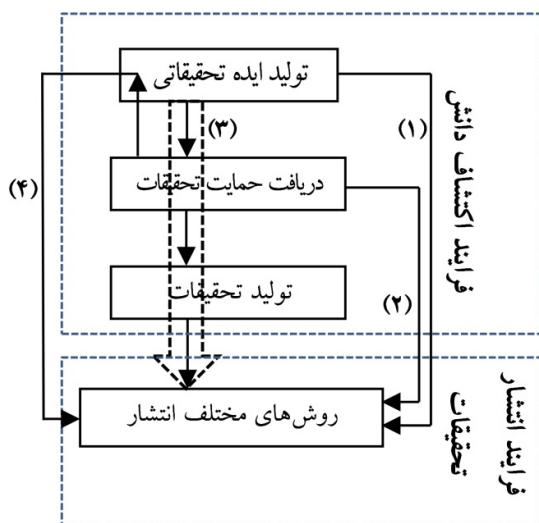 تولید ایده تحقیقاتی
(۱)
(۳)
دریافت حمایت تحقیقات
(۴)
فرایند اکتشاف دانش
تولید تحقیقات
(۲)
روش‌های مختلف انتشار
فرایند انتشار
تحقیقات